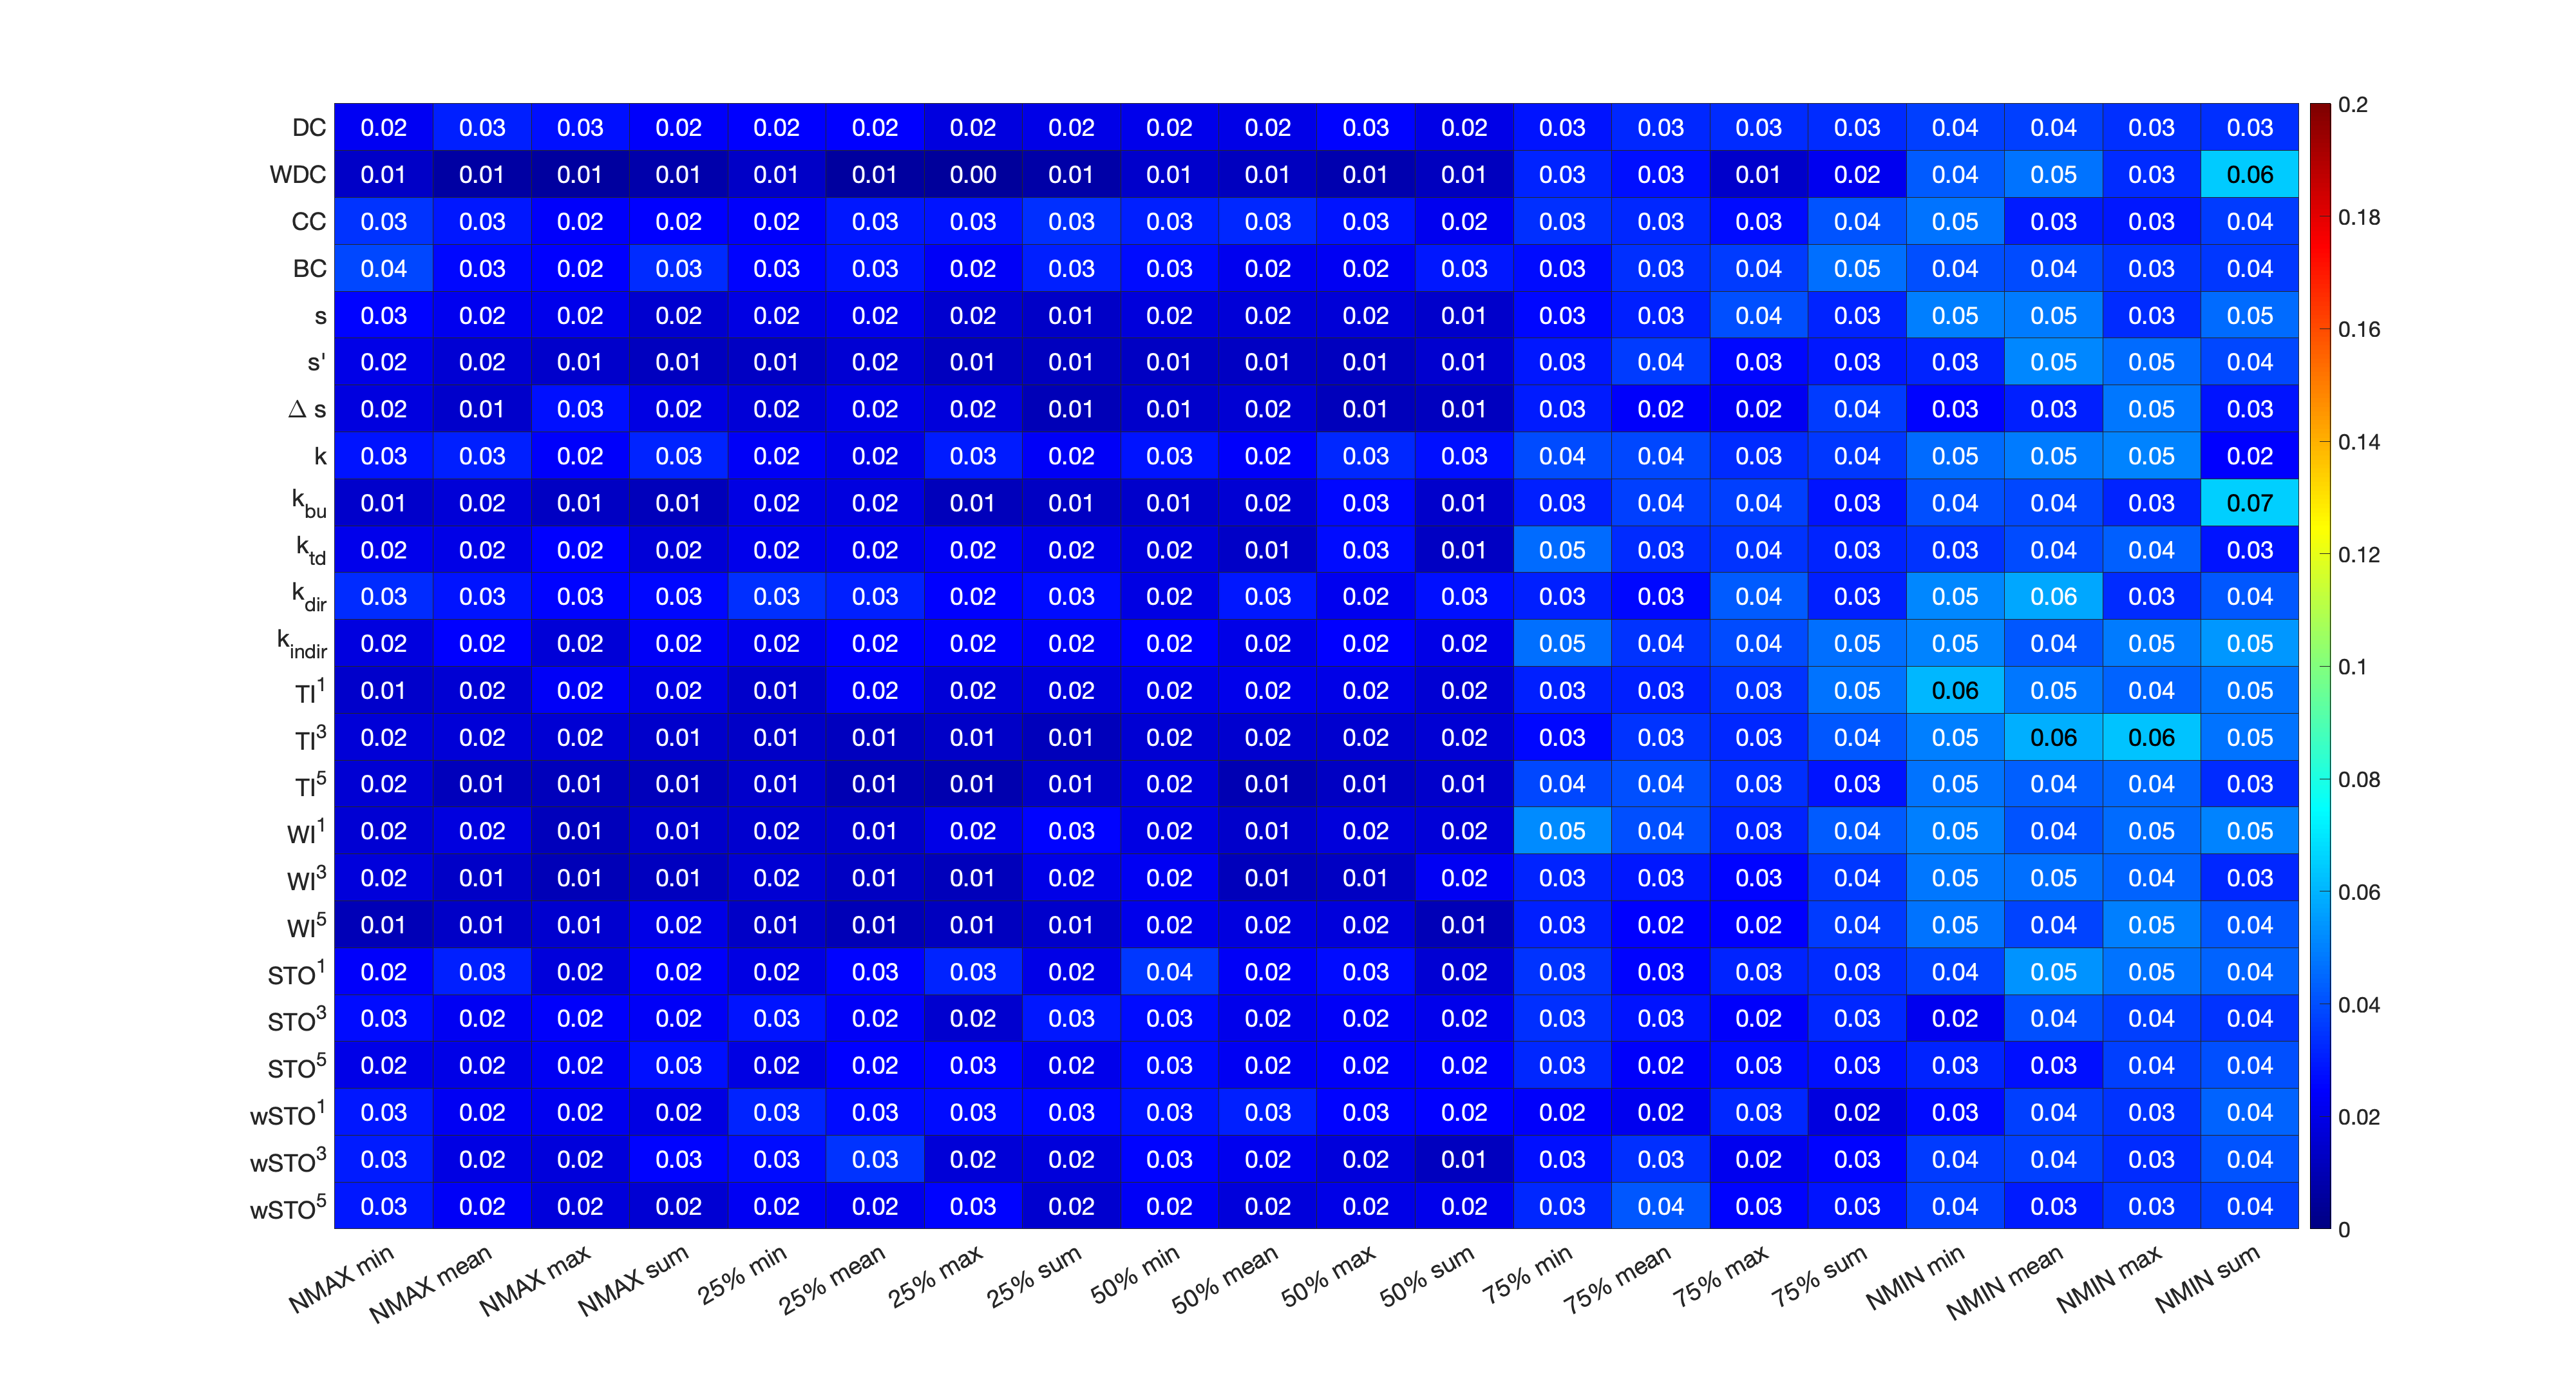 DC 0.02 0.03 0.03 0.02 0.02 0.02 0.02 0.02 0.02 0.02 0.03 0.02 0.03 0.03 0.03 0.03 0.04 0.04 0.03 0.03
WDC 0.01 0.01 0.01 0.01 0.01 0.01 0.00 0.01 0.01 0.01 0.01 0.01 0.03 0.03 0.01 0.02 0.04 0.05 0.03 0.06
CC 0.03 0.03 0.02 0.02 0.02 0.03 0.03 0.03 0.03 0.03 0.03 0.02 0.03 0.03 0.03 0.04 0.05 0.03 0.03 0.04
BC 0.04 0.03 0.02 0.03 0.03 0.03 0.02 0.03 0.03 0.02 0.02 0.03 0.03 0.03 0.04 0.05 0.04 0.04 0.03 0.04
s 0.03 0.02 0.02 0.02 0.02 0.02 0.02 0.01 0.02 0.02 0.02 0.01 0.03 0.03 0.04 0.03 0.05 0.05 0.03 0.05
s' 0.02 0.02 0.01 0.01 0.01 0.02 0.01 0.01 0.01 0.01 0.01 0.01 0.03 0.04 0.03 0.03 0.03 0.05 0.05 0.04
Δ s 0.02 0.01 0.03 0.02 0.02 0.02 0.02 0.01 0.01 0.02 0.01 0.01 0.03 0.02 0.02 0.04 0.03 0.03 0.05 0.03
k 0.03 0.03 0.02 0.03 0.02 0.02 0.03 0.02 0.03 0.02 0.03 0.03 0.04 0.04 0.03 0.04 0.05 0.05 0.05 0.02
k_bu 0.01 0.02 0.01 0.01 0.02 0.02 0.01 0.01 0.01 0.02 0.03 0.01 0.03 0.04 0.04 0.03 0.04 0.04 0.03 0.07
k_td 0.02 0.02 0.02 0.02 0.02 0.02 0.02 0.02 0.02 0.01 0.03 0.01 0.05 0.03 0.04 0.03 0.03 0.04 0.04 0.03
k_dir 0.03 0.03 0.03 0.03 0.03 0.03 0.02 0.03 0.02 0.03 0.02 0.03 0.03 0.03 0.04 0.03 0.05 0.06 0.03 0.04
k_indir 0.02 0.02 0.02 0.02 0.02 0.02 0.02 0.02 0.02 0.02 0.02 0.02 0.05 0.04 0.04 0.05 0.05 0.04 0.05 0.05
TI^1 0.01 0.02 0.02 0.02 0.01 0.02 0.02 0.02 0.02 0.02 0.02 0.02 0.03 0.03 0.03 0.05 0.06 0.05 0.04 0.05
TI^3 0.02 0.02 0.02 0.01 0.01 0.01 0.01 0.01 0.02 0.02 0.02 0.02 0.03 0.03 0.03 0.04 0.05 0.06 0.06 0.05
TI^5 0.02 0.01 0.01 0.01 0.01 0.01 0.01 0.01 0.02 0.01 0.01 0.01 0.04 0.04 0.03 0.03 0.05 0.04 0.04 0.03
WI^1 0.02 0.02 0.01 0.01 0.02 0.01 0.02 0.03 0.02 0.01 0.02 0.02 0.05 0.04 0.03 0.04 0.05 0.04 0.05 0.05
WI^3 0.02 0.01 0.01 0.01 0.02 0.01 0.01 0.02 0.02 0.01 0.01 0.02 0.03 0.03 0.03 0.04 0.05 0.05 0.04 0.03
WI^5 0.01 0.01 0.01 0.02 0.01 0.01 0.01 0.01 0.02 0.02 0.02 0.01 0.03 0.02 0.02 0.04 0.05 0.04 0.05 0.04
STO^1 0.02 0.03 0.02 0.02 0.02 0.03 0.03 0.02 0.04 0.02 0.03 0.02 0.03 0.03 0.03 0.03 0.04 0.05 0.05 0.04
STO^3 0.03 0.02 0.02 0.02 0.03 0.02 0.02 0.03 0.03 0.02 0.02 0.02 0.03 0.03 0.02 0.03 0.02 0.04 0.04 0.04
STO^5 0.02 0.02 0.02 0.03 0.02 0.02 0.03 0.02 0.03 0.02 0.02 0.02 0.03 0.02 0.03 0.03 0.03 0.03 0.04 0.04
wSTO^1 0.03 0.02 0.02 0.02 0.03 0.03 0.03 0.03 0.03 0.03 0.03 0.02 0.02 0.02 0.03 0.02 0.03 0.04 0.03 0.04
wSTO^3 0.03 0.02 0.02 0.03 0.03 0.03 0.02 0.02 0.03 0.02 0.02 0.01 0.03 0.03 0.02 0.03 0.04 0.04 0.03 0.04
wSTO^5 0.03 0.02 0.02 0.02 0.02 0.02 0.03 0.02 0.02 0.02 0.02 0.02 0.03 0.04 0.03 0.03 0.04 0.03 0.03 0.04
NMAX min NMAX mean NMAX max NMAX sum 25% min 25% mean 25% max 25% sum 50% min 50% mean 50% max 50% sum 75% min 75% mean 75% max 75% sum NMIN min NMIN mean NMIN max NMIN sum
0.2
0.18
0.16
0.14
0.12
0.1
0.08
0.06
0.04
0.02
0